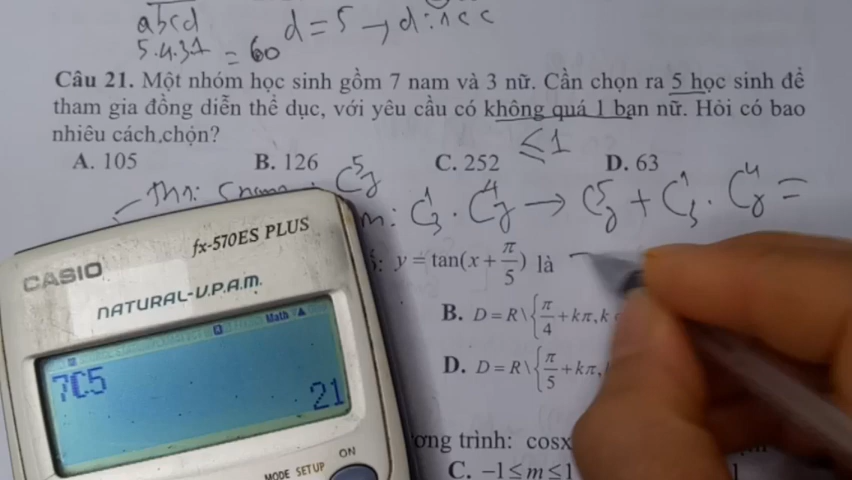 abcd
5.4.3.1 = 60 d = 5 → d:
Câu 21. Một nhóm học sinh gồm 7 nam và 3 nữ. Cần chọn ra 5 học sinh để
tham gia đồng diễn thể dục, với yêu cầu có không quá 1 bạn nữ. Hỏi có bao
nhiêu cách chọn?
≤1
A. 105 B. 126 C. 252 D. 63
TH1: 5 nam: C⁵₇
C¹₃ . C⁴₇ → C⁵₇ + C¹₃ . C⁴₇ =
y = tan(x + π/5) là
B. D = R \ {π/4 + kπ, k
D. D = R \ {π/5 + kπ,
trình: cosx
C. −1 ≤ m ≤ 1
CASIO fx-570ES PLUS
NATURAL-V.P.A.M.
Math ▲
7C5
21
MODE SETUP ON